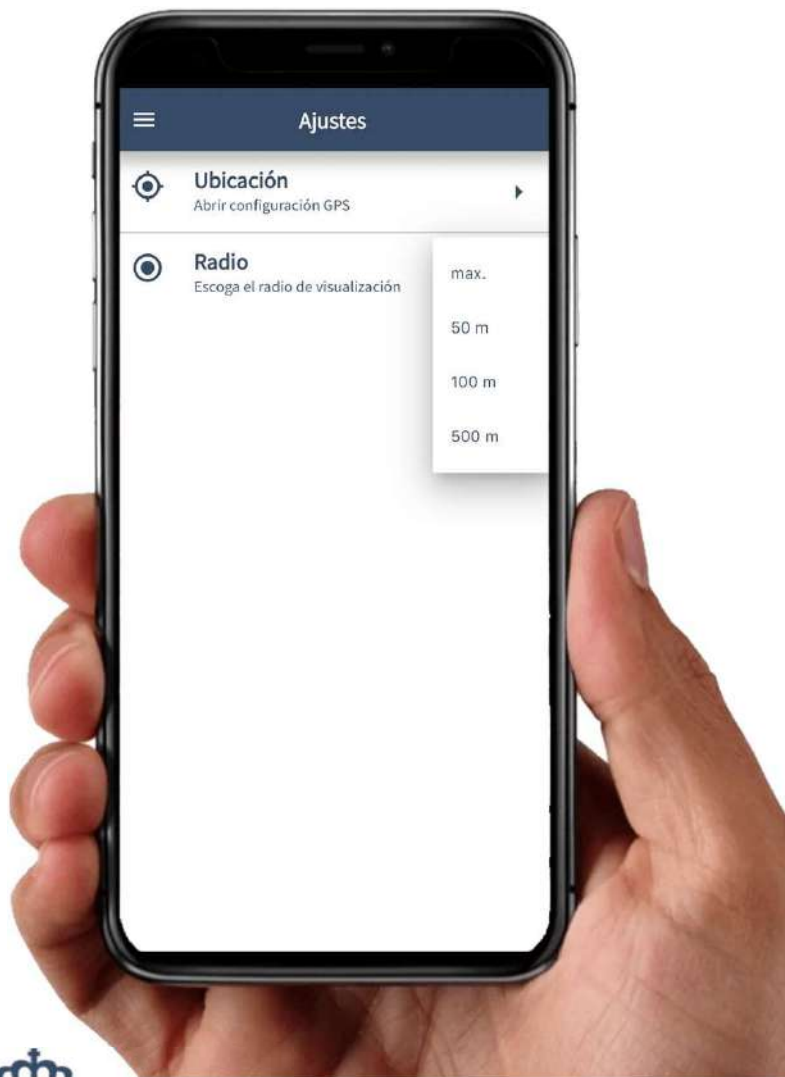 Ajustes
Ubicación
Abrir configuración GPS
Radio
Escoga el radio de visualización
max.
50 m
100 m
500 m